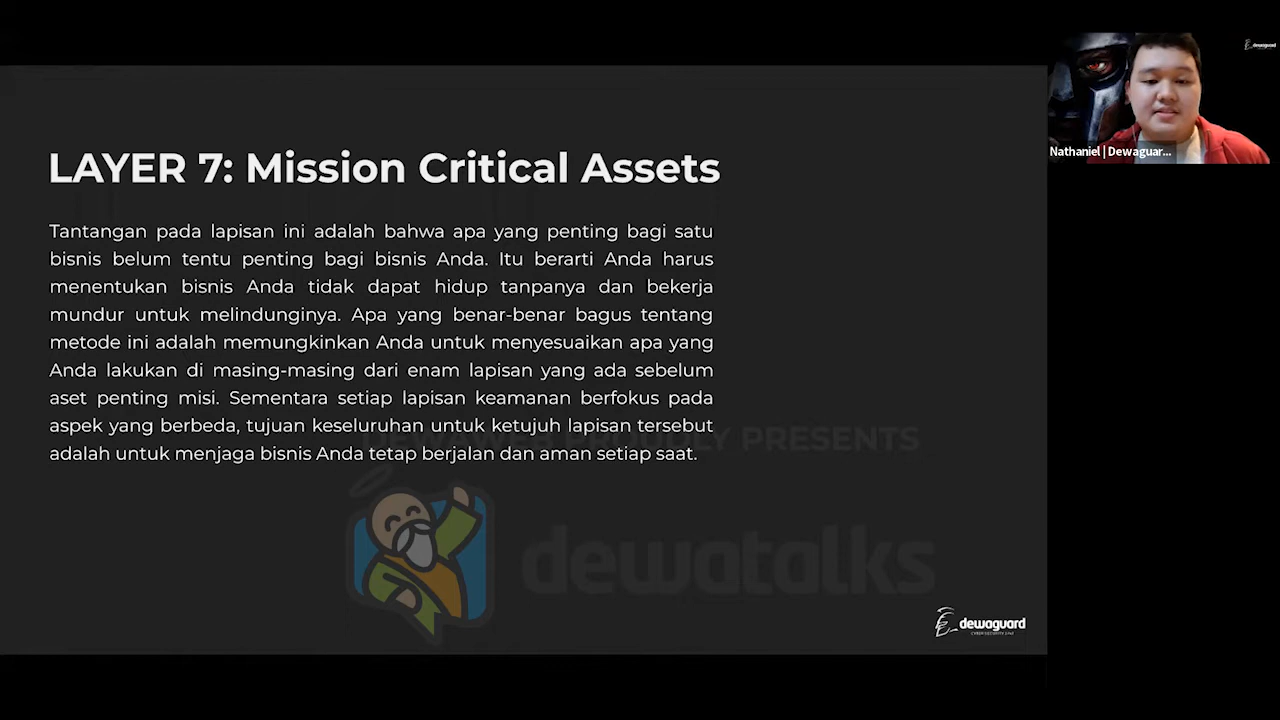 LAYER 7: Mission Critical Assets
Tantangan pada lapisan ini adalah bahwa apa yang penting bagi satu
bisnis belum tentu penting bagi bisnis Anda. Itu berarti Anda harus
menentukan bisnis Anda tidak dapat hidup tanpanya dan bekerja
mundur untuk melindunginya. Apa yang benar-benar bagus tentang
metode ini adalah memungkinkan Anda untuk menyesuaikan apa yang
Anda lakukan di masing-masing dari enam lapisan yang ada sebelum
aset penting misi. Sementara setiap lapisan keamanan berfokus pada
aspek yang berbeda, tujuan keseluruhan untuk ketujuh lapisan tersebut
adalah untuk menjaga bisnis Anda tetap berjalan dan aman setiap saat.
DEWAWEB PROUDLY PRESENTS
dewatalks
dewaguard
dewaguard
Nathaniel | Dewaguar...